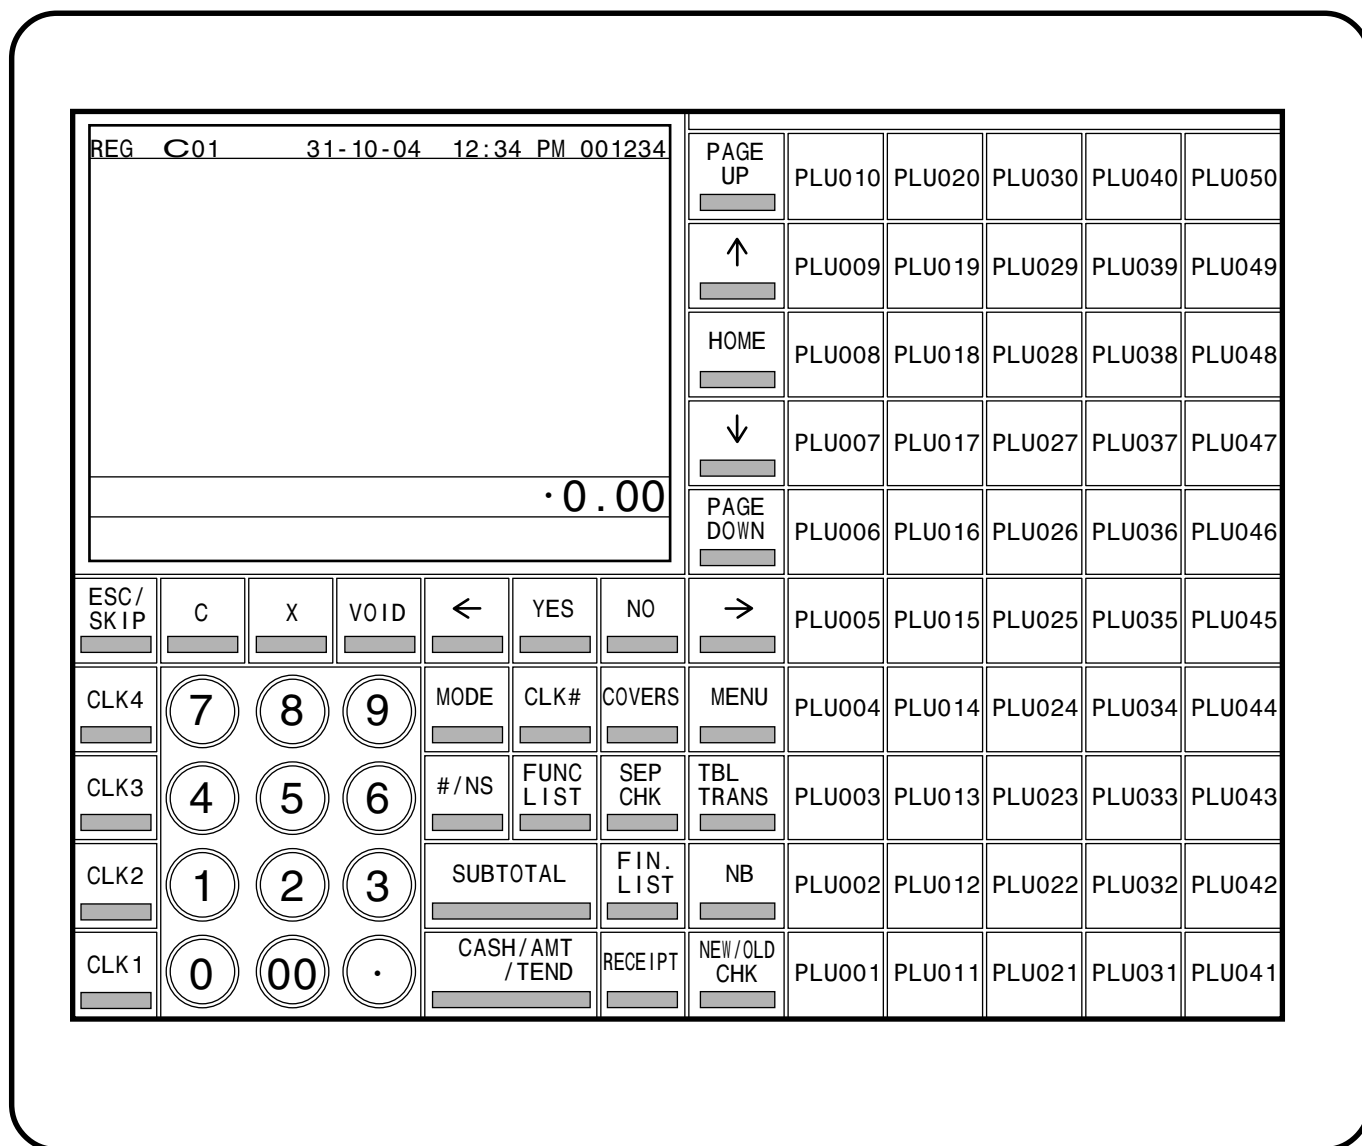 REG C01 31-10-04 12:34 PM 001234
·0.00
PAGE
UP
PLU010 PLU020 PLU030 PLU040 PLU050
↑
PLU009 PLU019 PLU029 PLU039 PLU049
HOME
PLU008 PLU018 PLU028 PLU038 PLU048
↓
PLU007 PLU017 PLU027 PLU037 PLU047
PAGE
DOWN
PLU006 PLU016 PLU026 PLU036 PLU046
ESC/
SKIP
C X VOID ← YES NO →
PLU005 PLU015 PLU025 PLU035 PLU045
CLK4 7 8 9 MODE CLK# COVERS MENU
PLU004 PLU014 PLU024 PLU034 PLU044
CLK3 4 5 6 #/NS
FUNC
LIST
SEP
CHK
TBL
TRANS
PLU003 PLU013 PLU023 PLU033 PLU043
CLK2 1 2 3 SUBTOTAL
FIN.
LIST
NB
PLU002 PLU012 PLU022 PLU032 PLU042
CLK1 0 00 ·
CASH/AMT
/TEND
RECEIPT
NEW/OLD
CHK
PLU001 PLU011 PLU021 PLU031 PLU041